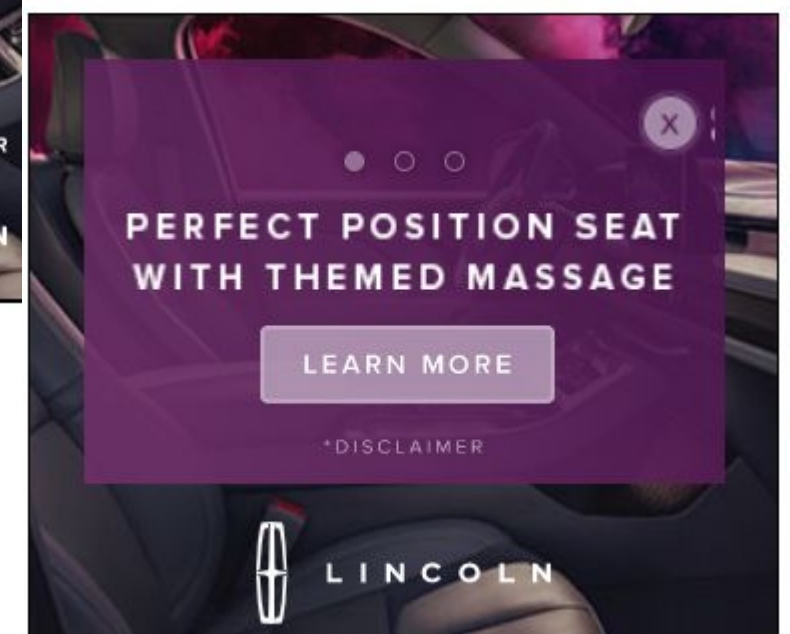 X
PERFECT POSITION SEAT
WITH THEMED MASSAGE
LEARN MORE
*DISCLAIMER
LINCOLN
R
N